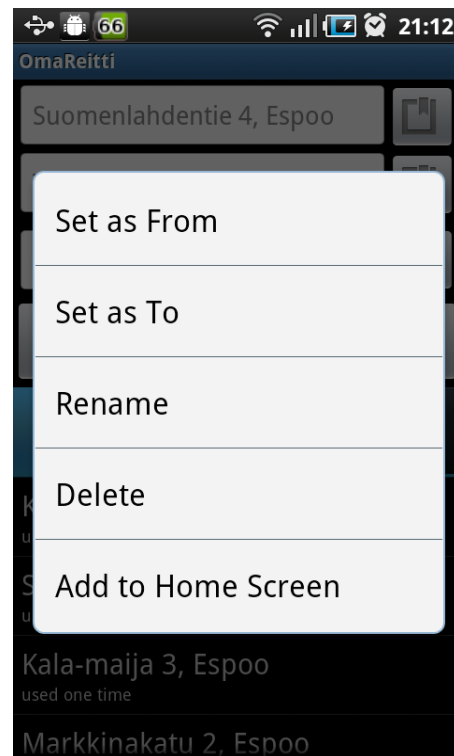 66
21:12
OmaReitti
Suomenlahdentie 4, Espoo
Set as From
Set as To
Rename
Delete
Add to Home Screen
Kala-maija 3, Espoo
used one time
Markkinakatu 2, Espoo